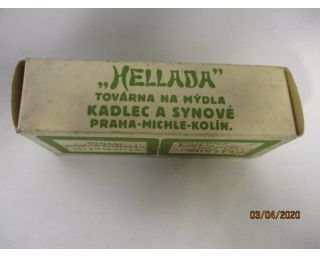 „HELLADA"
TOVÁRNA NA MÝDLA
KADLEC A SYNOVÉ
PRAHA-MICHLE-KOLÍN.
03/04/2020